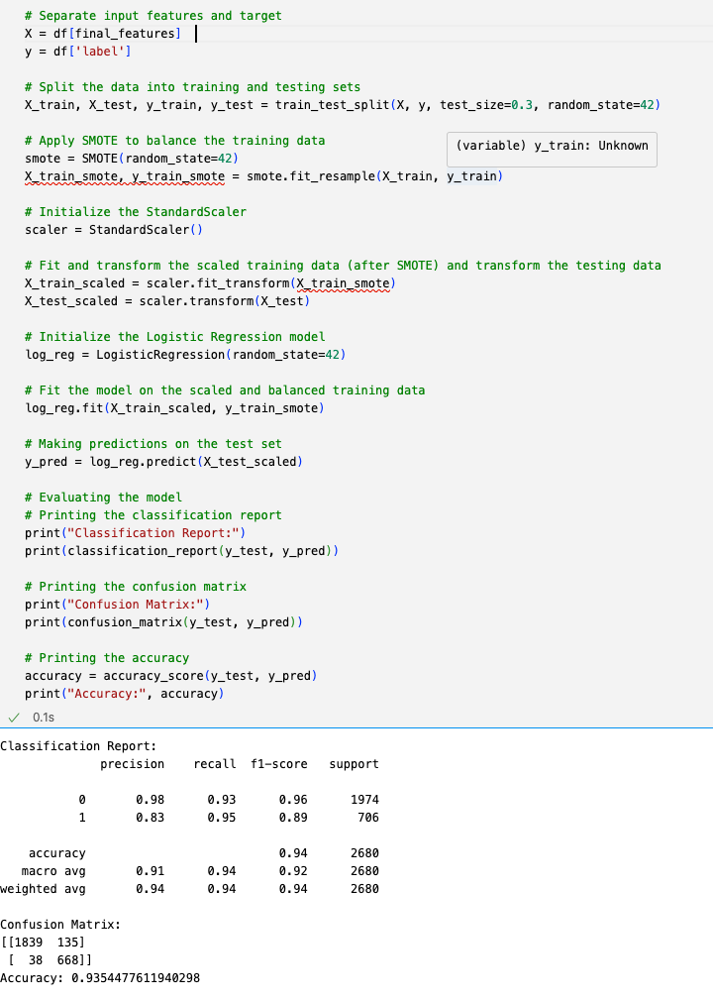 # Separate input features and target
X = df[final_features]
y = df['label']
# Split the data into training and testing sets
X_train, X_test, y_train, y_test = train_test_split(X, y, test_size=0.3, random_state=42)
# Apply SMOTE to balance the training data
(variable) y_train: Unknown
smote = SMOTE(random_state=42)
X_train_smote, y_train_smote = smote.fit_resample(X_train, y_train)
# Initialize the StandardScaler
scaler = StandardScaler()
# Fit and transform the scaled training data (after SMOTE) and transform the testing data
X_train_scaled = scaler.fit_transform(X_train_smote)
X_test_scaled = scaler.transform(X_test)
# Initialize the Logistic Regression model
log_reg = LogisticRegression(random_state=42)
# Fit the model on the scaled and balanced training data
log_reg.fit(X_train_scaled, y_train_smote)
# Making predictions on the test set
y_pred = log_reg.predict(X_test_scaled)
# Evaluating the model
# Printing the classification report
print("Classification Report:")
print(classification_report(y_test, y_pred))
# Printing the confusion matrix
print("Confusion Matrix:")
print(confusion_matrix(y_test, y_pred))
# Printing the accuracy
accuracy = accuracy_score(y_test, y_pred)
print("Accuracy:", accuracy)
0.1s
Classification Report:
precision recall f1-score support
0 0.98 0.93 0.96 1974
1 0.83 0.95 0.89 706
accuracy 0.94 2680
macro avg 0.91 0.94 0.92 2680
weighted avg 0.94 0.94 0.94 2680
Confusion Matrix:
[[1839 135]
[ 38 668]]
Accuracy: 0.9354477611940298